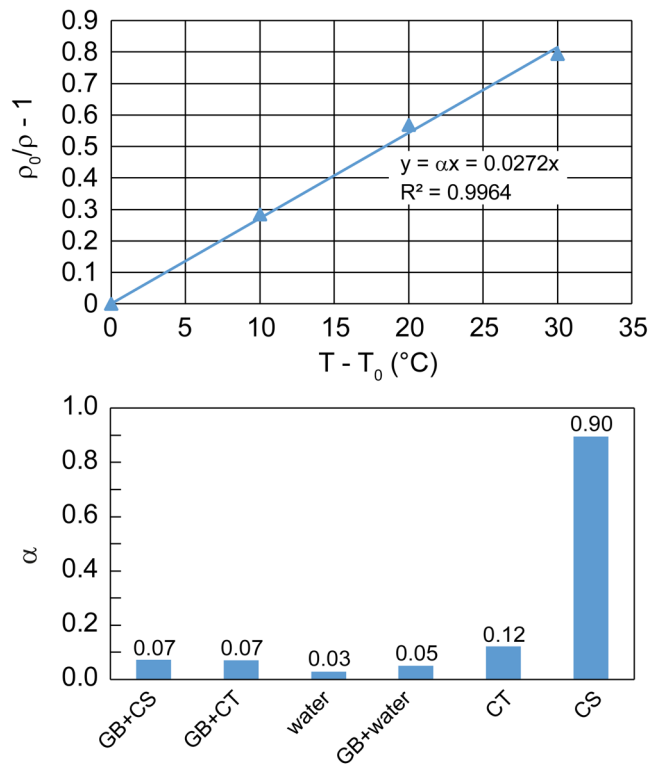 0.9
0.8
0.7
0.6
0.5
0.4
0.3
0.2
0.1
0
ρ₀/ρ - 1
y = αx = 0.0272x
R² = 0.9964
0 5 10 15 20 25 30 35
T - T₀ (°C)
1.0
0.8
0.6
0.4
0.2
0.0
α
0.07 0.07 0.03 0.05 0.12 0.90
GB+CS GB+CT water GB+water CT CS